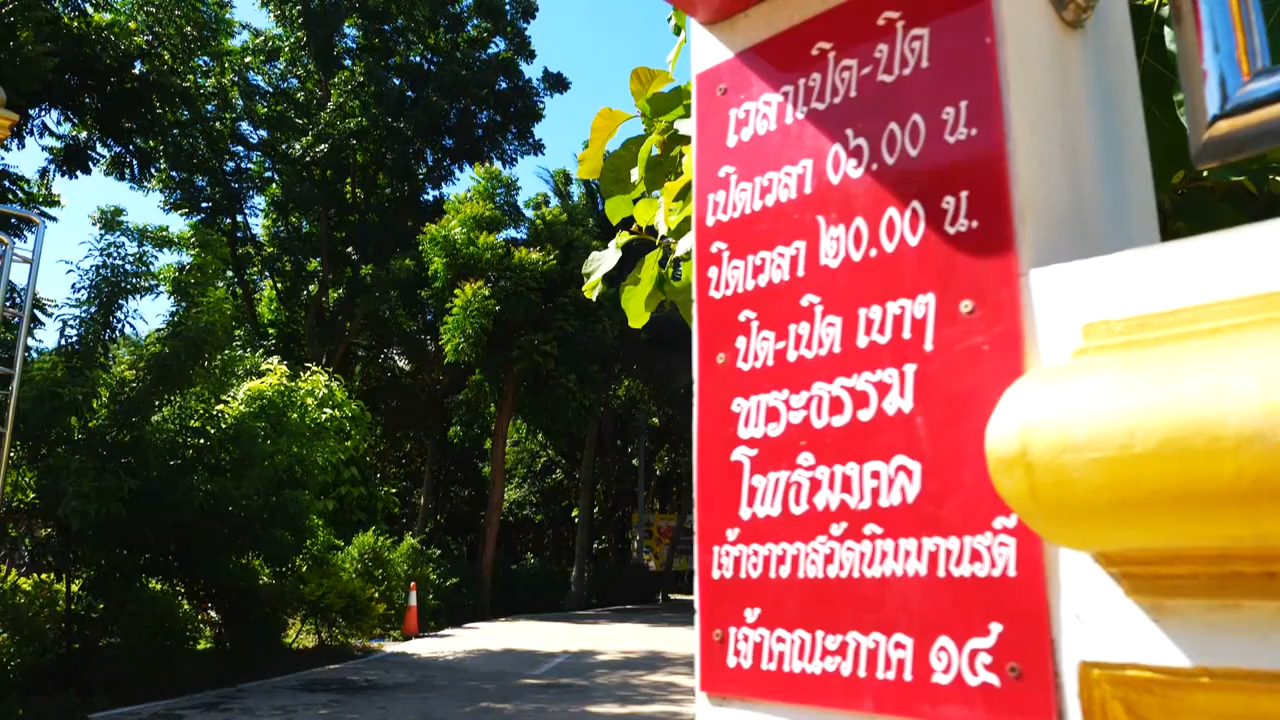 เวลาเปิด-ปิด
เปิดเวลา ๐๖.๐๐ น.
ปิดเวลา ๒๐.๐๐ น.
ปิด-เปิด เบาๆ
พระธรรม
โพธิมงคล
เจ้าอาวาสวัดนิมมานรดี
เจ้าคณะภาค ๑๔